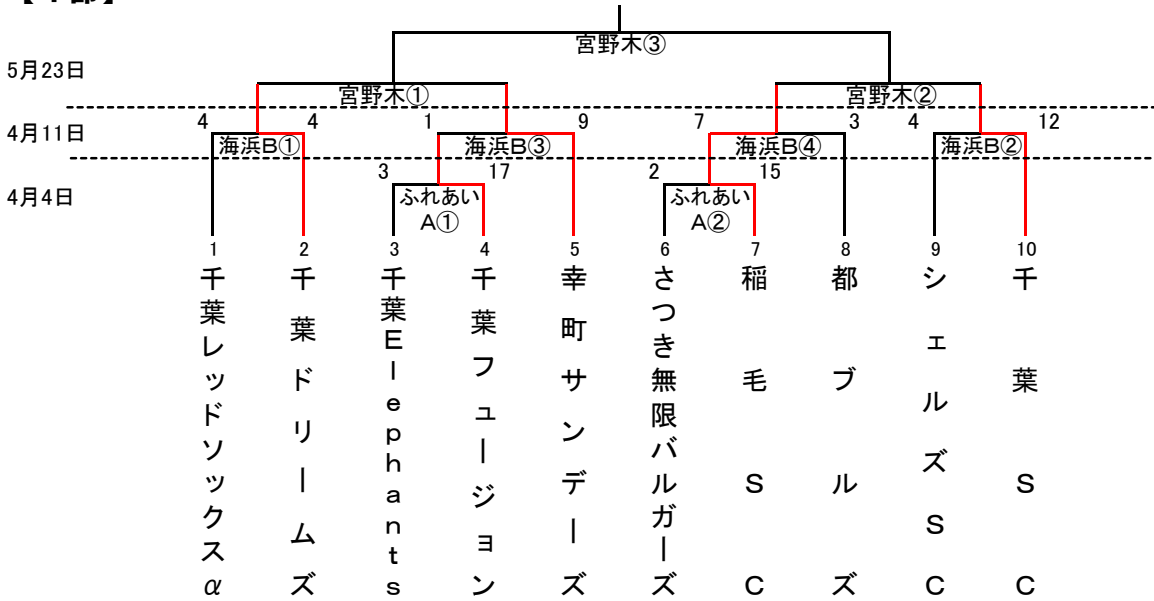 宮野木③
5月23日
宮野木① 宮野木②
4 4 1 9 7 3 4 12
4月11日
海浜B① 海浜B③ 海浜B④ 海浜B②
3 17 2 15
4月4日
ふれあい
A①
ふれあい
A②
1 2 3 4 5 6 7 8 9 10
千葉レッドソックスα
千葉ドリームズ
千葉Elephants
千葉フュージョン
幸町サンデーズ
さつき無限バルガーズ
稲毛SC
都ブルズ
シェルズSC
千葉SC